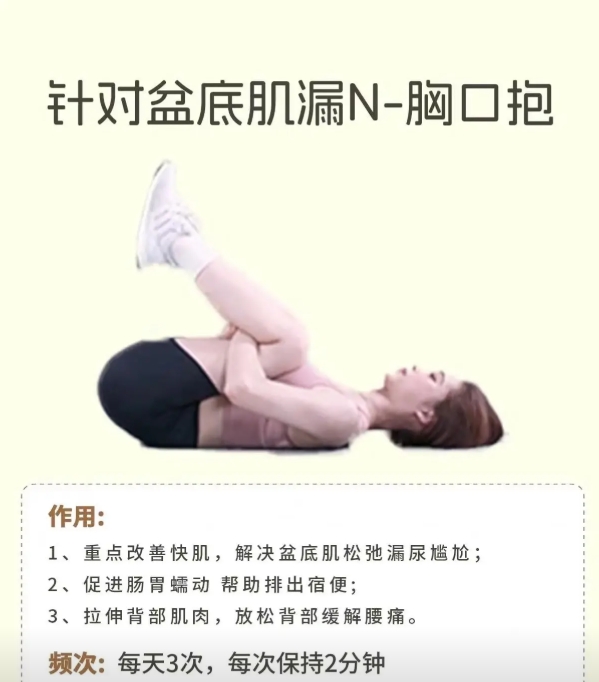 针对盆底肌漏N-胸口抱
作用:
1、重点改善快肌，解决盆底肌松弛漏尿尴尬；
2、促进肠胃蠕动 帮助排出宿便；
3、拉伸背部肌肉，放松背部缓解腰痛。
频次: 每天3次，每次保持2分钟